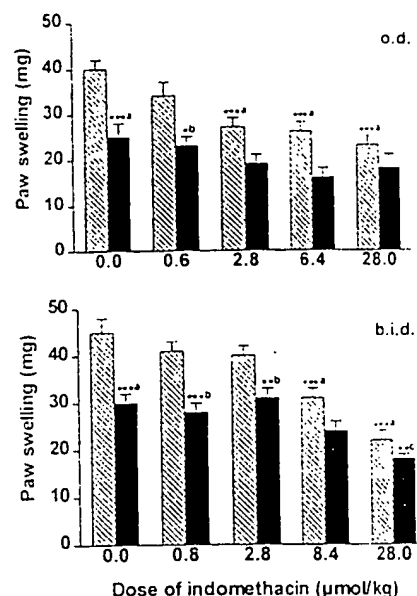 o.d.
Paw swelling (mg)
50
40
30
20
10
0
***a
*b
***a
***a
***a
0.0 0.6 2.8 6.4 28.0
b.i.d.
Paw swelling (mg)
50
40
30
20
10
0
***a
***b
**b
***a
***a
0.0 0.8 2.8 8.4 28.0
Dose of indomethacin (µmol/kg)